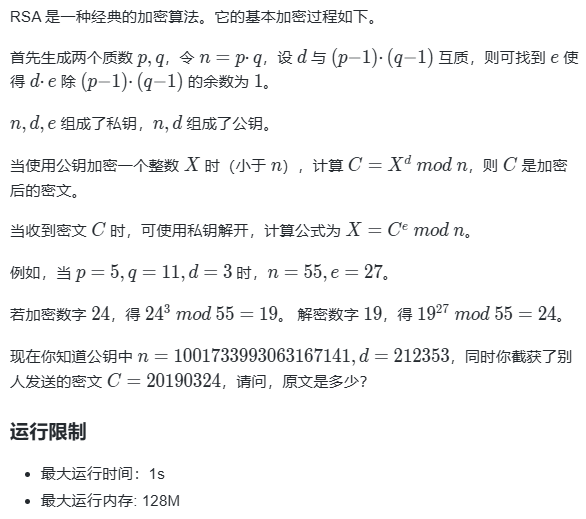 RSA 是一种经典的加密算法。它的基本加密过程如下。
首先生成两个质数 p,q，令 n = p·q，设 d 与 (p−1)·(q−1) 互质，则可找到 e 使
得 d·e 除 (p−1)·(q−1) 的余数为 1。
n,d,e 组成了私钥，n,d 组成了公钥。
当使用公钥加密一个整数 X 时（小于 n），计算 C = X^d mod n，则 C 是加密
后的密文。
当收到密文 C 时，可使用私钥解开，计算公式为 X = C^e mod n。
例如，当 p = 5, q = 11, d = 3 时，n = 55, e = 27。
若加密数字 24，得 24^3 mod 55 = 19。 解密数字 19，得 19^27 mod 55 = 24。
现在你知道公钥中 n = 1001733993063167141, d = 212353，同时你截获了别
人发送的密文 C = 20190324，请问，原文是多少？
运行限制
• 最大运行时间：1s
• 最大运行内存: 128M